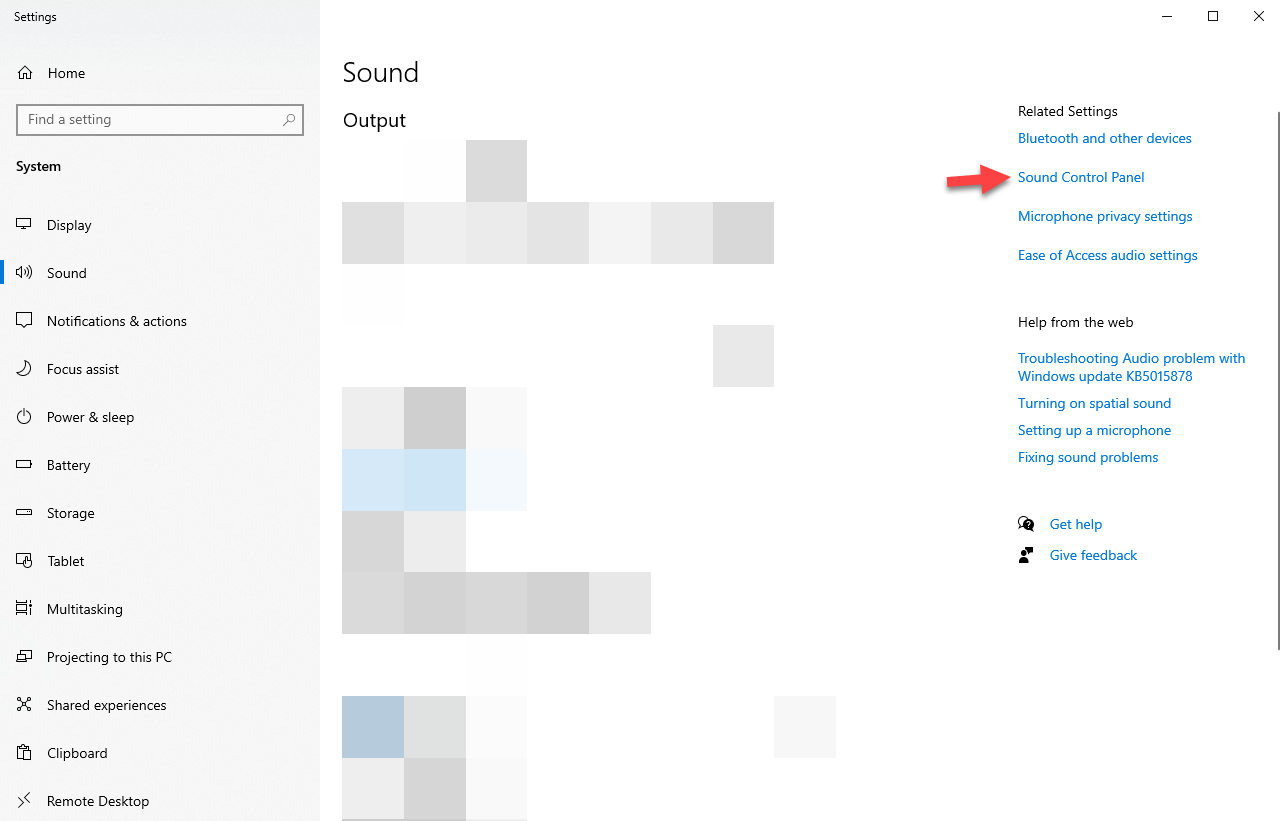 Settings
Home
Find a setting
System
Display
Sound
Notifications & actions
Focus assist
Power & sleep
Battery
Storage
Tablet
Multitasking
Projecting to this PC
Shared experiences
Clipboard
Remote Desktop
Sound
Output
Related Settings
Bluetooth and other devices
Sound Control Panel
Microphone privacy settings
Ease of Access audio settings
Help from the web
Troubleshooting Audio problem with
Windows update KB5015878
Turning on spatial sound
Setting up a microphone
Fixing sound problems
Get help
Give feedback